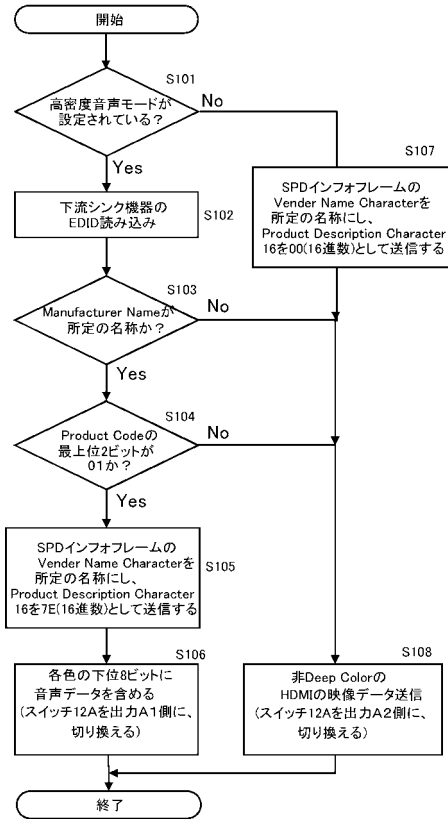 開始
S101
高密度音声モードが
設定されている?
No
Yes
S107
SPDインフォフレームの
Vender Name Characterを
所定の名称にし、
Product Description Character
16を00(16進数)として送信する
下流シンク機器の
EDID読み込み
S102
S103
Manufacturer Nameが
所定の名称か?
No
Yes
S104
Product Codeの
最上位2ビットが
01か?
No
Yes
SPDインフォフレームの
Vender Name Characterを
所定の名称にし、
Product Description Character
16を7E(16進数)として送信する
S105
S106
各色の下位8ビットに
音声データを含める
(スイッチ12Aを出力A1側に、
切り換える)
S108
非Deep Colorの
HDMIの映像データ送信
(スイッチ12Aを出力A2側に、
切り換える)
終了